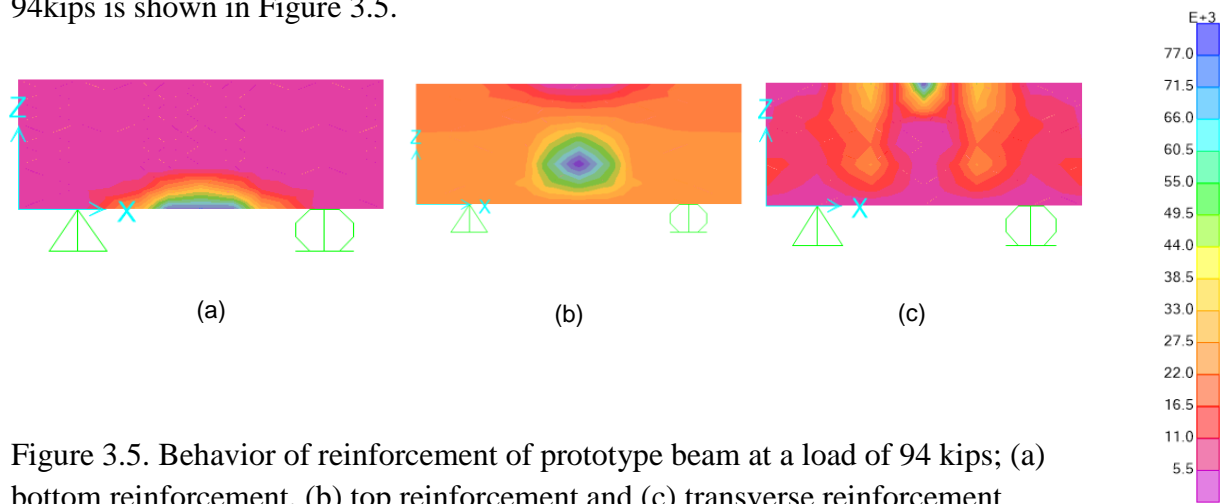 94kips is shown in Figure 3.5.
E+3
77.0
71.5
66.0
60.5
55.0
49.5
44.0
38.5
33.0
27.5
22.0
16.5
11.0
5.5
Z
X
Z
X
Z
X
(a)
(b)
(c)
Figure 3.5. Behavior of reinforcement of prototype beam at a load of 94 kips; (a)
bottom reinforcement, (b) top reinforcement and (c) transverse reinforcement